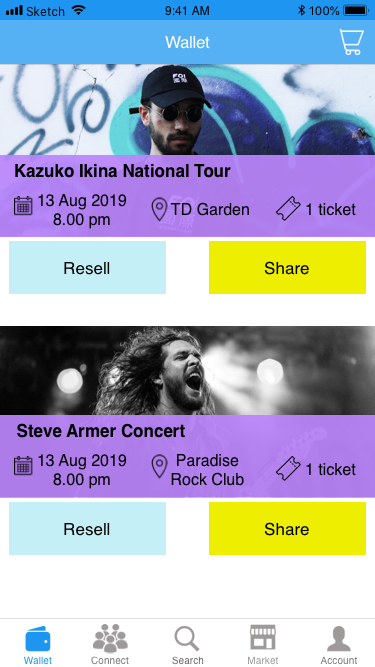 Sketch 9:41 AM 100%
Wallet
Kazuko Ikina National Tour
13 Aug 2019
8.00 pm
TD Garden
1 ticket
Resell Share
Steve Armer Concert
13 Aug 2019
8.00 pm
Paradise
Rock Club
1 ticket
Resell Share
Wallet Connect Search Market Account